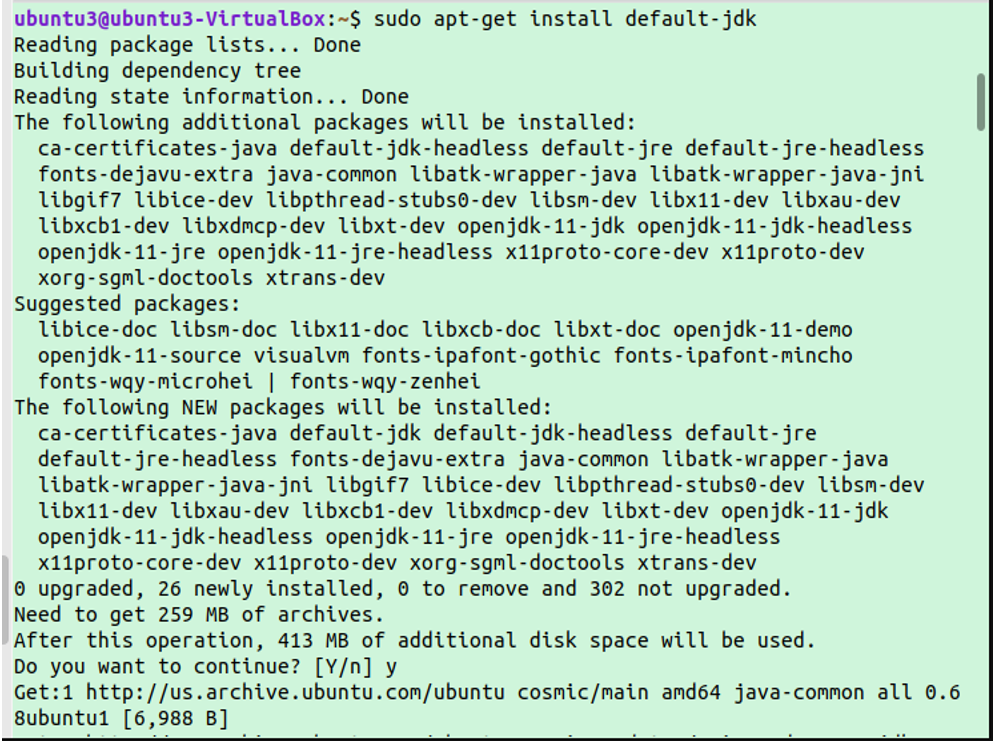 ubuntu3@ubuntu3-VirtualBox:~$ sudo apt-get install default-jdk
Reading package lists... Done
Building dependency tree
Reading state information... Done
The following additional packages will be installed:
  ca-certificates-java default-jdk-headless default-jre default-jre-headless
  fonts-dejavu-extra java-common libatk-wrapper-java libatk-wrapper-java-jni
  libgif7 libice-dev libpthread-stubs0-dev libsm-dev libx11-dev libxau-dev
  libxcb1-dev libxdmcp-dev libxt-dev openjdk-11-jdk openjdk-11-jdk-headless
  openjdk-11-jre openjdk-11-jre-headless x11proto-core-dev x11proto-dev
  xorg-sgml-doctools xtrans-dev
Suggested packages:
  libice-doc libsm-doc libx11-doc libxcb-doc libxt-doc openjdk-11-demo
  openjdk-11-source visualvm fonts-ipafont-gothic fonts-ipafont-mincho
  fonts-wqy-microhei | fonts-wqy-zenhei
The following NEW packages will be installed:
  ca-certificates-java default-jdk default-jdk-headless default-jre
  default-jre-headless fonts-dejavu-extra java-common libatk-wrapper-java
  libatk-wrapper-java-jni libgif7 libice-dev libpthread-stubs0-dev libsm-dev
  libx11-dev libxau-dev libxcb1-dev libxdmcp-dev libxt-dev openjdk-11-jdk
  openjdk-11-jdk-headless openjdk-11-jre openjdk-11-jre-headless
  x11proto-core-dev x11proto-dev xorg-sgml-doctools xtrans-dev
0 upgraded, 26 newly installed, 0 to remove and 302 not upgraded.
Need to get 259 MB of archives.
After this operation, 413 MB of additional disk space will be used.
Do you want to continue? [Y/n] y
Get:1 http://us.archive.ubuntu.com/ubuntu cosmic/main amd64 java-common all 0.6
8ubuntu1 [6,988 B]